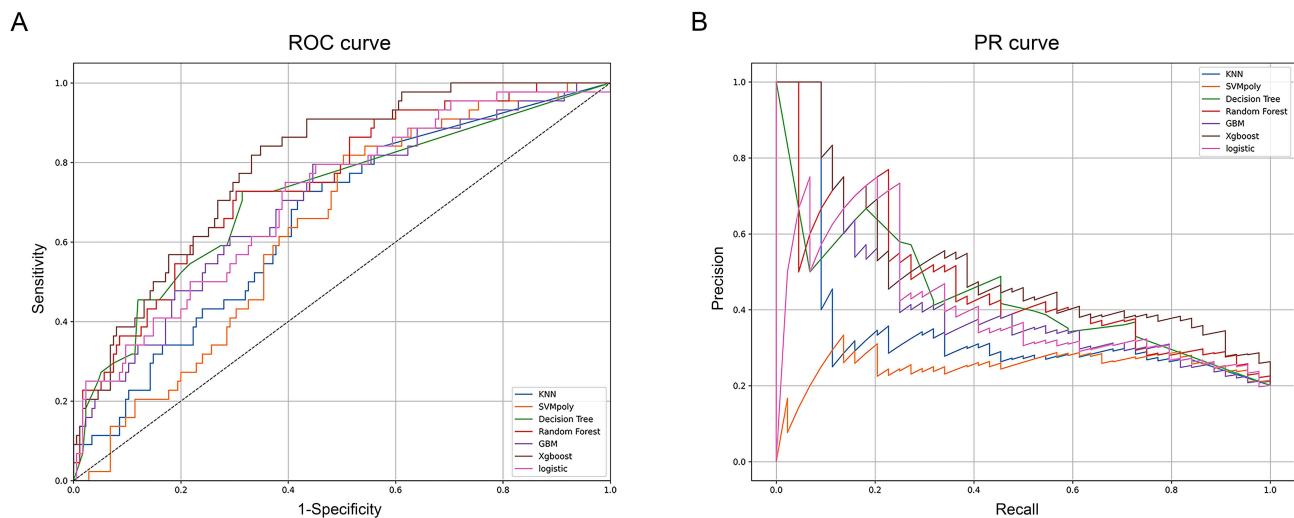 A
ROC curve
Sensitivity
1.0
0.8
0.6
0.4
0.2
0.0
0.0 0.2 0.4 0.6 0.8 1.0
1-Specificity
KNN
SVMpoly
Decision Tree
Random Forest
GBM
Xgboost
logistic
B
PR curve
Precision
1.0
0.8
0.6
0.4
0.2
0.0
0.0 0.2 0.4 0.6 0.8 1.0
Recall
KNN
SVMpoly
Decision Tree
Random Forest
GBM
Xgboost
logistic